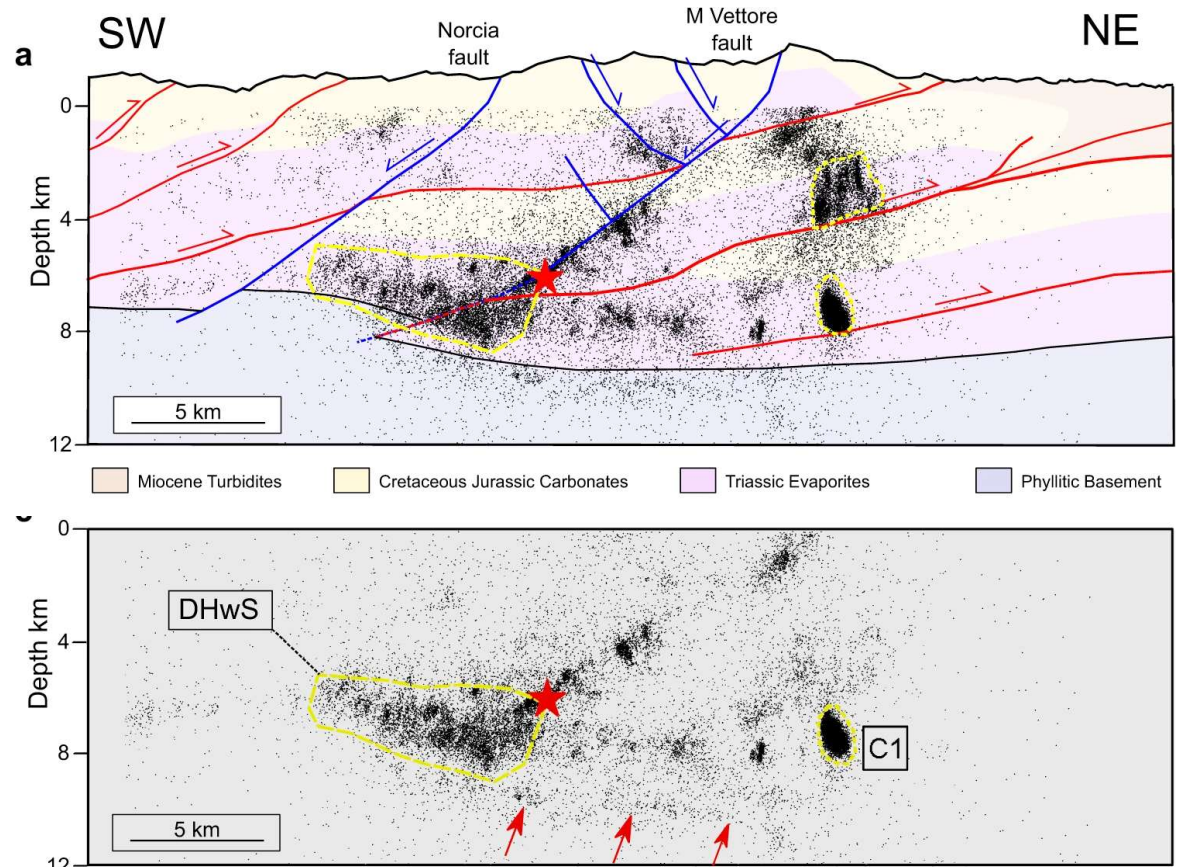 SW
NE
a
Norcia
fault
M Vettore
fault
Depth km
0
4
8
12
5 km
Miocene Turbidites
Cretaceous Jurassic Carbonates
Triassic Evaporites
Phyllitic Basement
0
4
8
12
Depth km
DHwS
C1
5 km